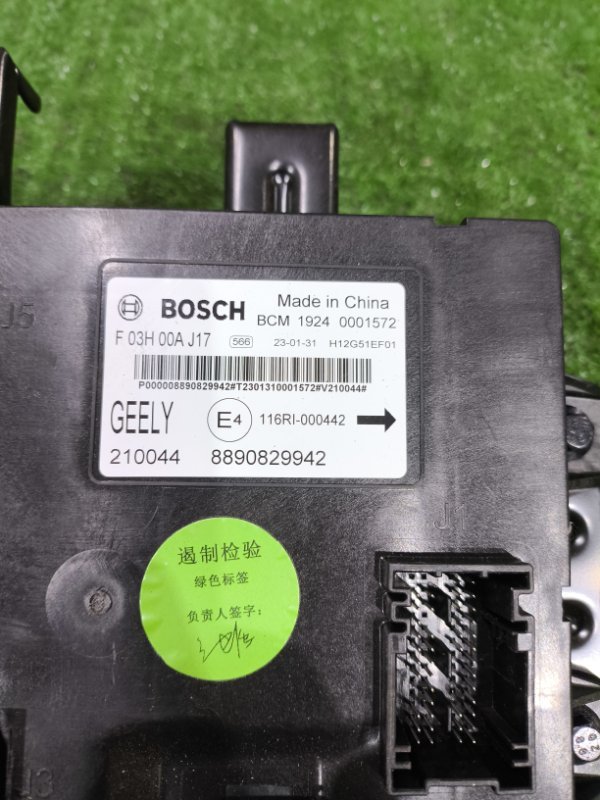 BOSCH Made in China
BCM 1924 0001572
F 03H 00A J17 566 23-01-31 H12G51EF01
P000008890829942#T2301310001572#V210044#
GEELY E4 116RI-000442
210044 8890829942
J5
J1
遏制检验
绿色标签
负责人签字:
J3